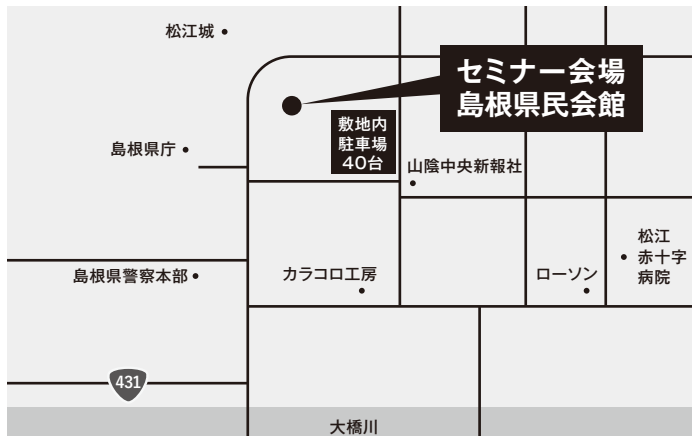 松江城
セミナー会場
島根県民会館
敷地内
駐車場
40台
島根県庁
山陰中央新報社
松江
赤十字
病院
島根県警察本部
カラコロ工房
ローソン
431
大橋川